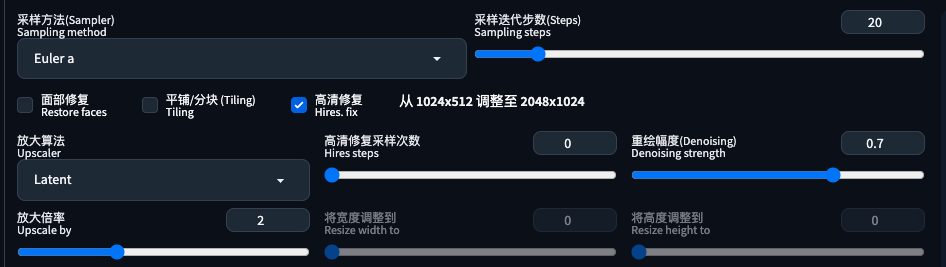 采样方法(Sampler)
Sampling method
Euler a
采样迭代步数(Steps)
Sampling steps
20
面部修复
Restore faces
平铺/分块 (Tiling)
Tiling
高清修复
Hires. fix
从 1024x512 调整至 2048x1024
放大算法
Upscaler
Latent
高清修复采样次数
Hires steps
0
重绘幅度(Denoising)
Denoising strength
0.7
放大倍率
Upscale by
2
将宽度调整到
Resize width to
0
将高度调整到
Resize height to
0